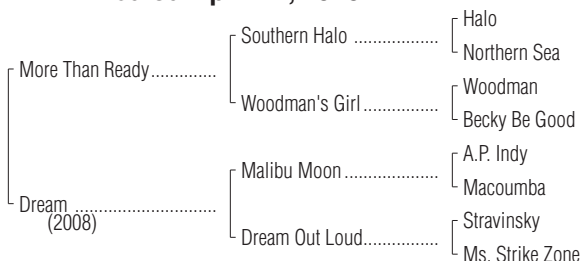 Halo
Southern Halo ..................
Northern Sea
More Than Ready..............
Woodman
Woodman's Girl................
Becky Be Good
A.P. Indy
Malibu Moon....................
Macoumba
Dream ..............................
(2008)
Stravinsky
Dream Out Loud................
Ms. Strike Zone